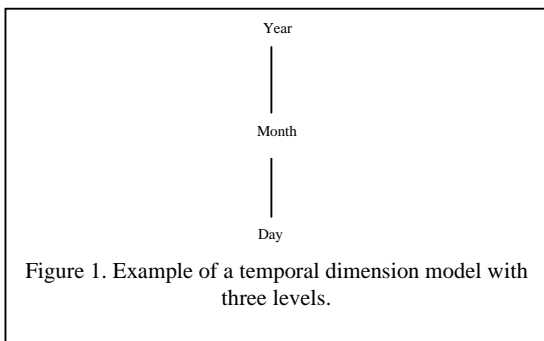 Year
Month
Day
Figure 1. Example of a temporal dimension model with
three levels.